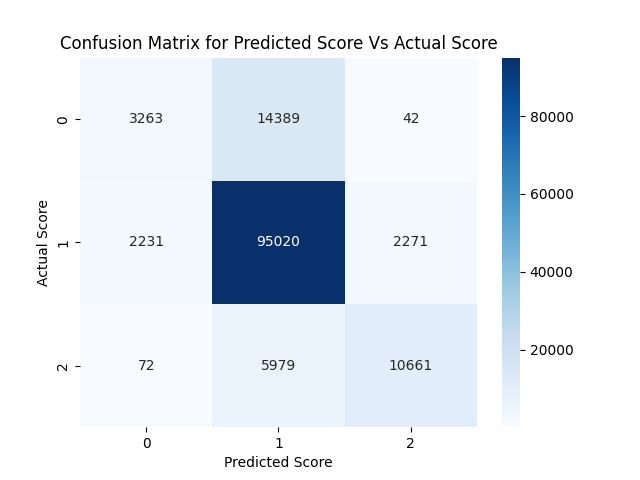 Confusion Matrix for Predicted Score Vs Actual Score
Actual Score
0 3263 14389 42
1 2231 95020 2271
2 72 5979 10661
0 1 2
Predicted Score
80000
60000
40000
20000